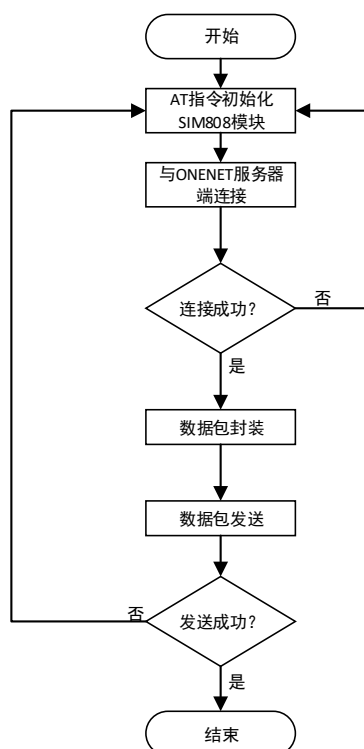 开始
AT指令初始化
SIM808模块
与ONENET服务器
端连接
连接成功？
否
是
数据包封装
数据包发送
否
发送成功？
是
结束